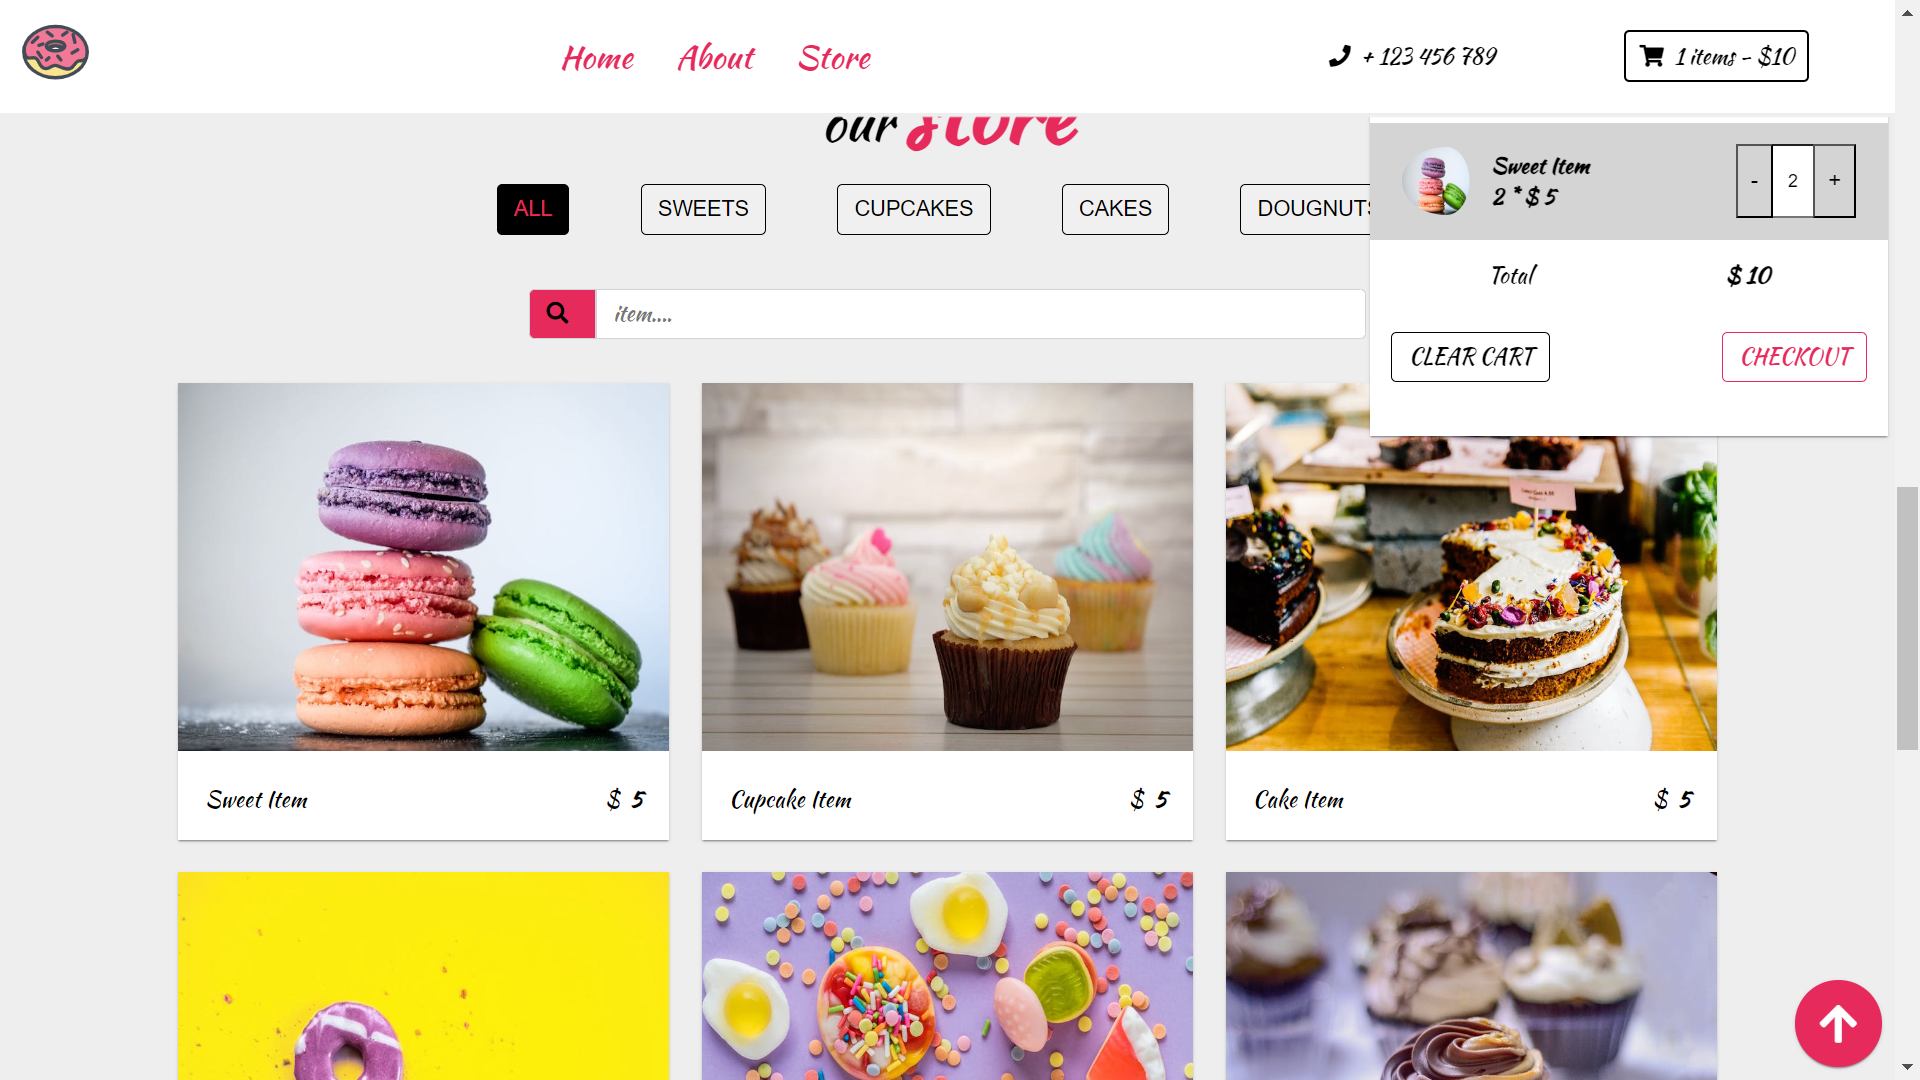 Home About Store
+ 123 456 789
1 items - $10
our store
ALL SWEETS CUPCAKES CAKES DOUGNUTS
item....
Sweet Item
2 * $ 5
- 2 +
Total $ 10
CLEAR CART CHECKOUT
Sweet Item $ 5
Cupcake Item $ 5
Cake Item $ 5